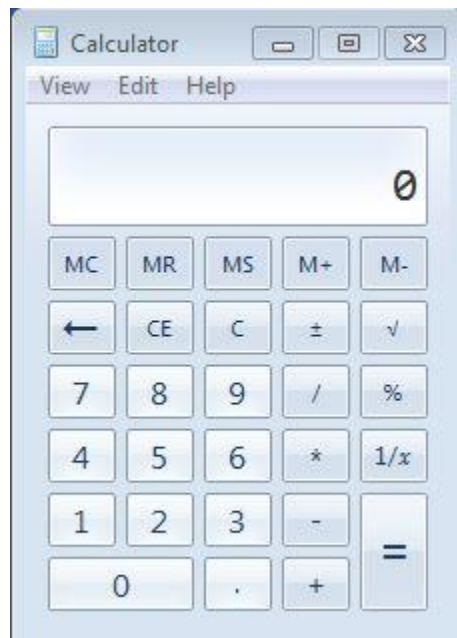 Calculator
View Edit Help
0
MC MR MS M+ M-
← CE C ± √
7 8 9 / %
4 5 6 * 1/x
1 2 3 - =
0 . +